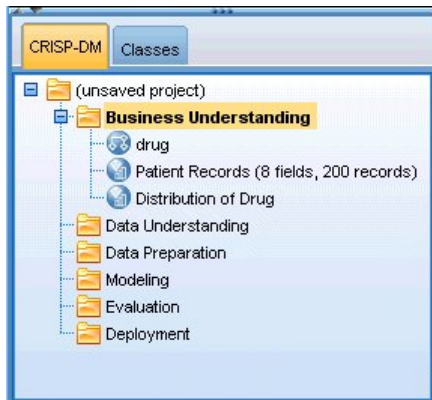 CRISP-DM Classes
(unsaved project)
Business Understanding
drug
Patient Records (8 fields, 200 records)
Distribution of Drug
Data Understanding
Data Preparation
Modeling
Evaluation
Deployment